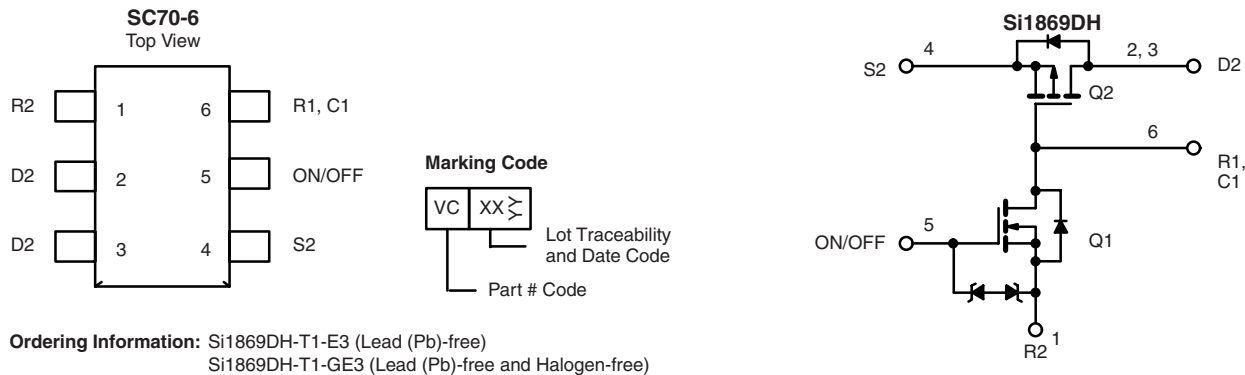 SC70-6
Top View
R2 1 6 R1, C1
D2 2 5 ON/OFF
D2 3 4 S2
Marking Code
VC XX YY
Lot Traceability
and Date Code
Part # Code
Ordering Information: Si1869DH-T1-E3 (Lead (Pb)-free)
Si1869DH-T1-GE3 (Lead (Pb)-free and Halogen-free)
Si1869DH
S2 4 2, 3 D2
Q2
6
R1,
C1
5
ON/OFF
Q1
1
R2